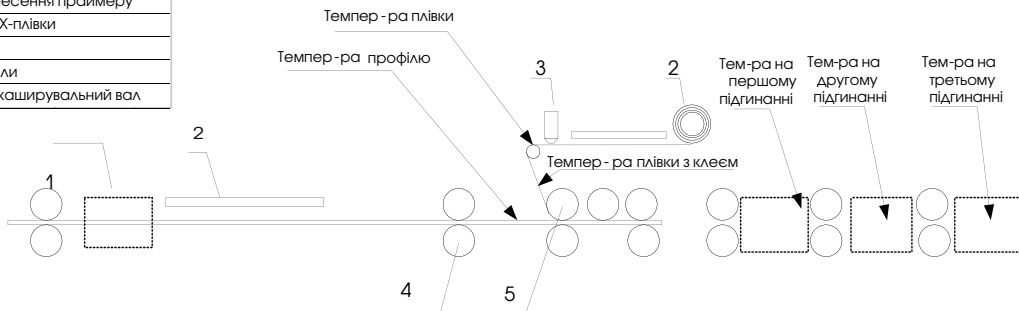 несення праймеру
Х-плівки
ли
каширувальний вал
Темпер - ра плівки
Темпер-ра профілю
3
2
Тем-ра на
першому
підгинанні
Тем-ра на
другому
підгинанні
Тем-ра на
третьому
підгинанні
2
Темпер - ра плівки з клеєм
1
4
5